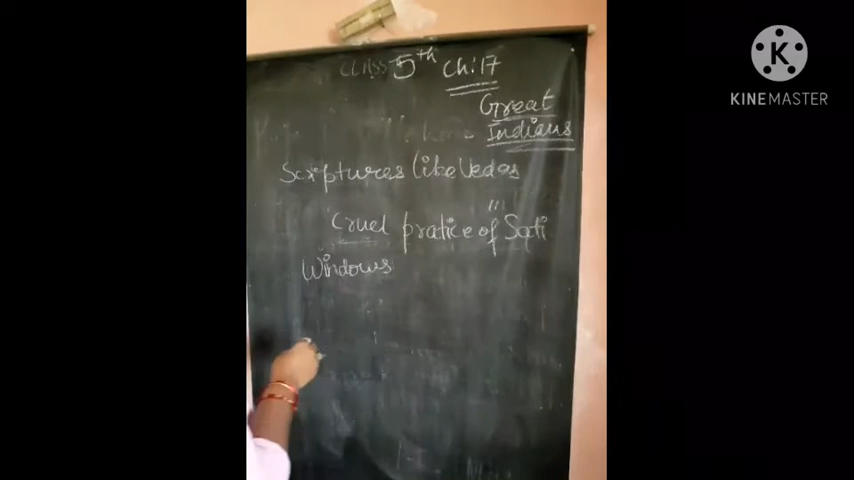 CLASS 5th Ch:17
Great
Indians
Scriptures like Vedas
Cruel pratice of Sati
Windows
KINEMASTER